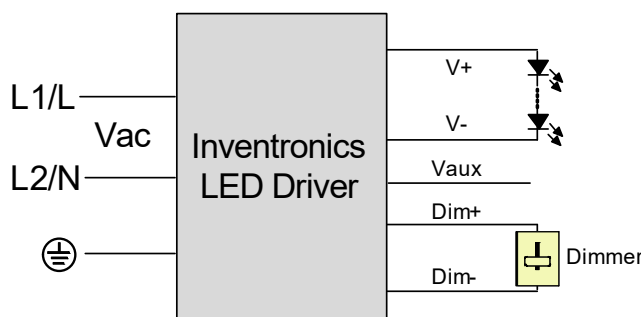 L1/L
Vac
L2/N
Inventronics
LED Driver
V+
V-
Vaux
Dim+
Dim-
Dimmer